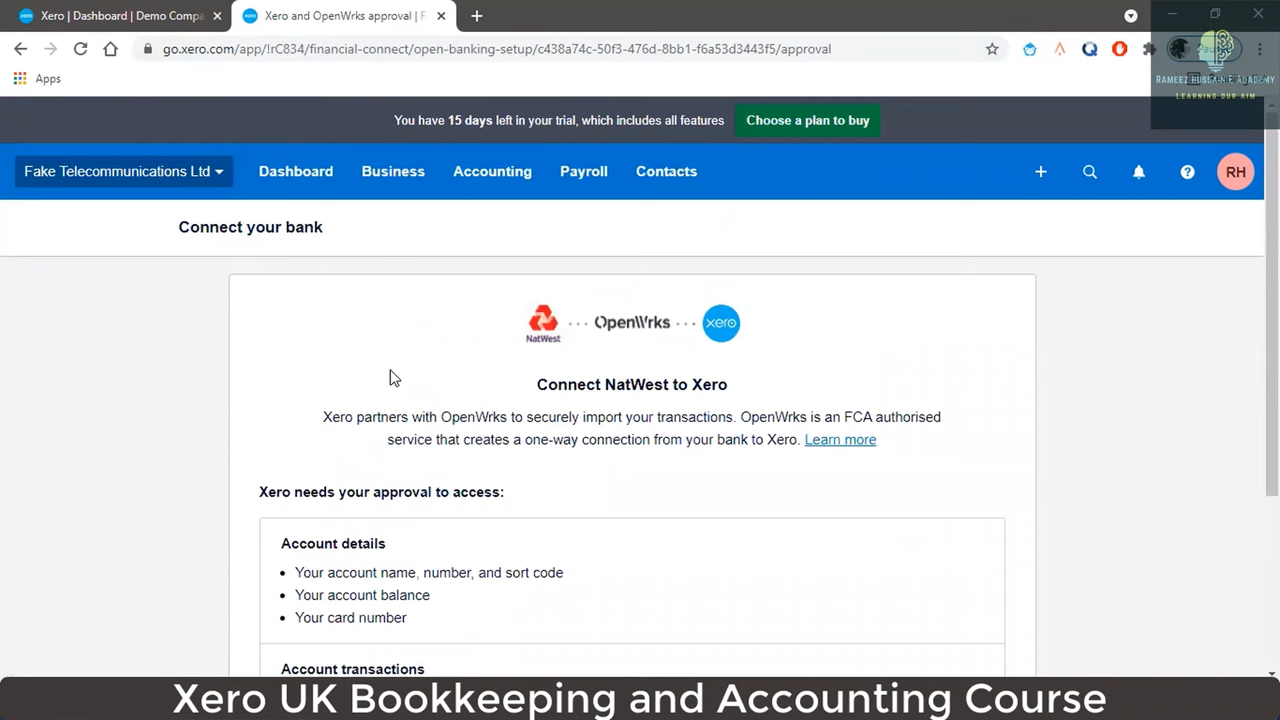 Xero | Dashboard | Demo Compa
Xero and OpenWrks approval | F
go.xero.com/app/!rC834/financial-connect/open-banking-setup/c438a74c-50f3-476d-8bb1-f6a53d3443f5/approval
Apps
RAMEEZ HUSSAIN E ACADEMY
LEARNING OUR AIM
You have 15 days left in your trial, which includes all features
Choose a plan to buy
Fake Telecommunications Ltd
Dashboard
Business
Accounting
Payroll
Contacts
RH
Connect your bank
NatWest
OpenWrks
xero
Connect NatWest to Xero
Xero partners with OpenWrks to securely import your transactions. OpenWrks is an FCA authorised
service that creates a one-way connection from your bank to Xero. Learn more
Xero needs your approval to access:
Account details
• Your account name, number, and sort code
• Your account balance
• Your card number
Account transactions
Xero UK Bookkeeping and Accounting Course